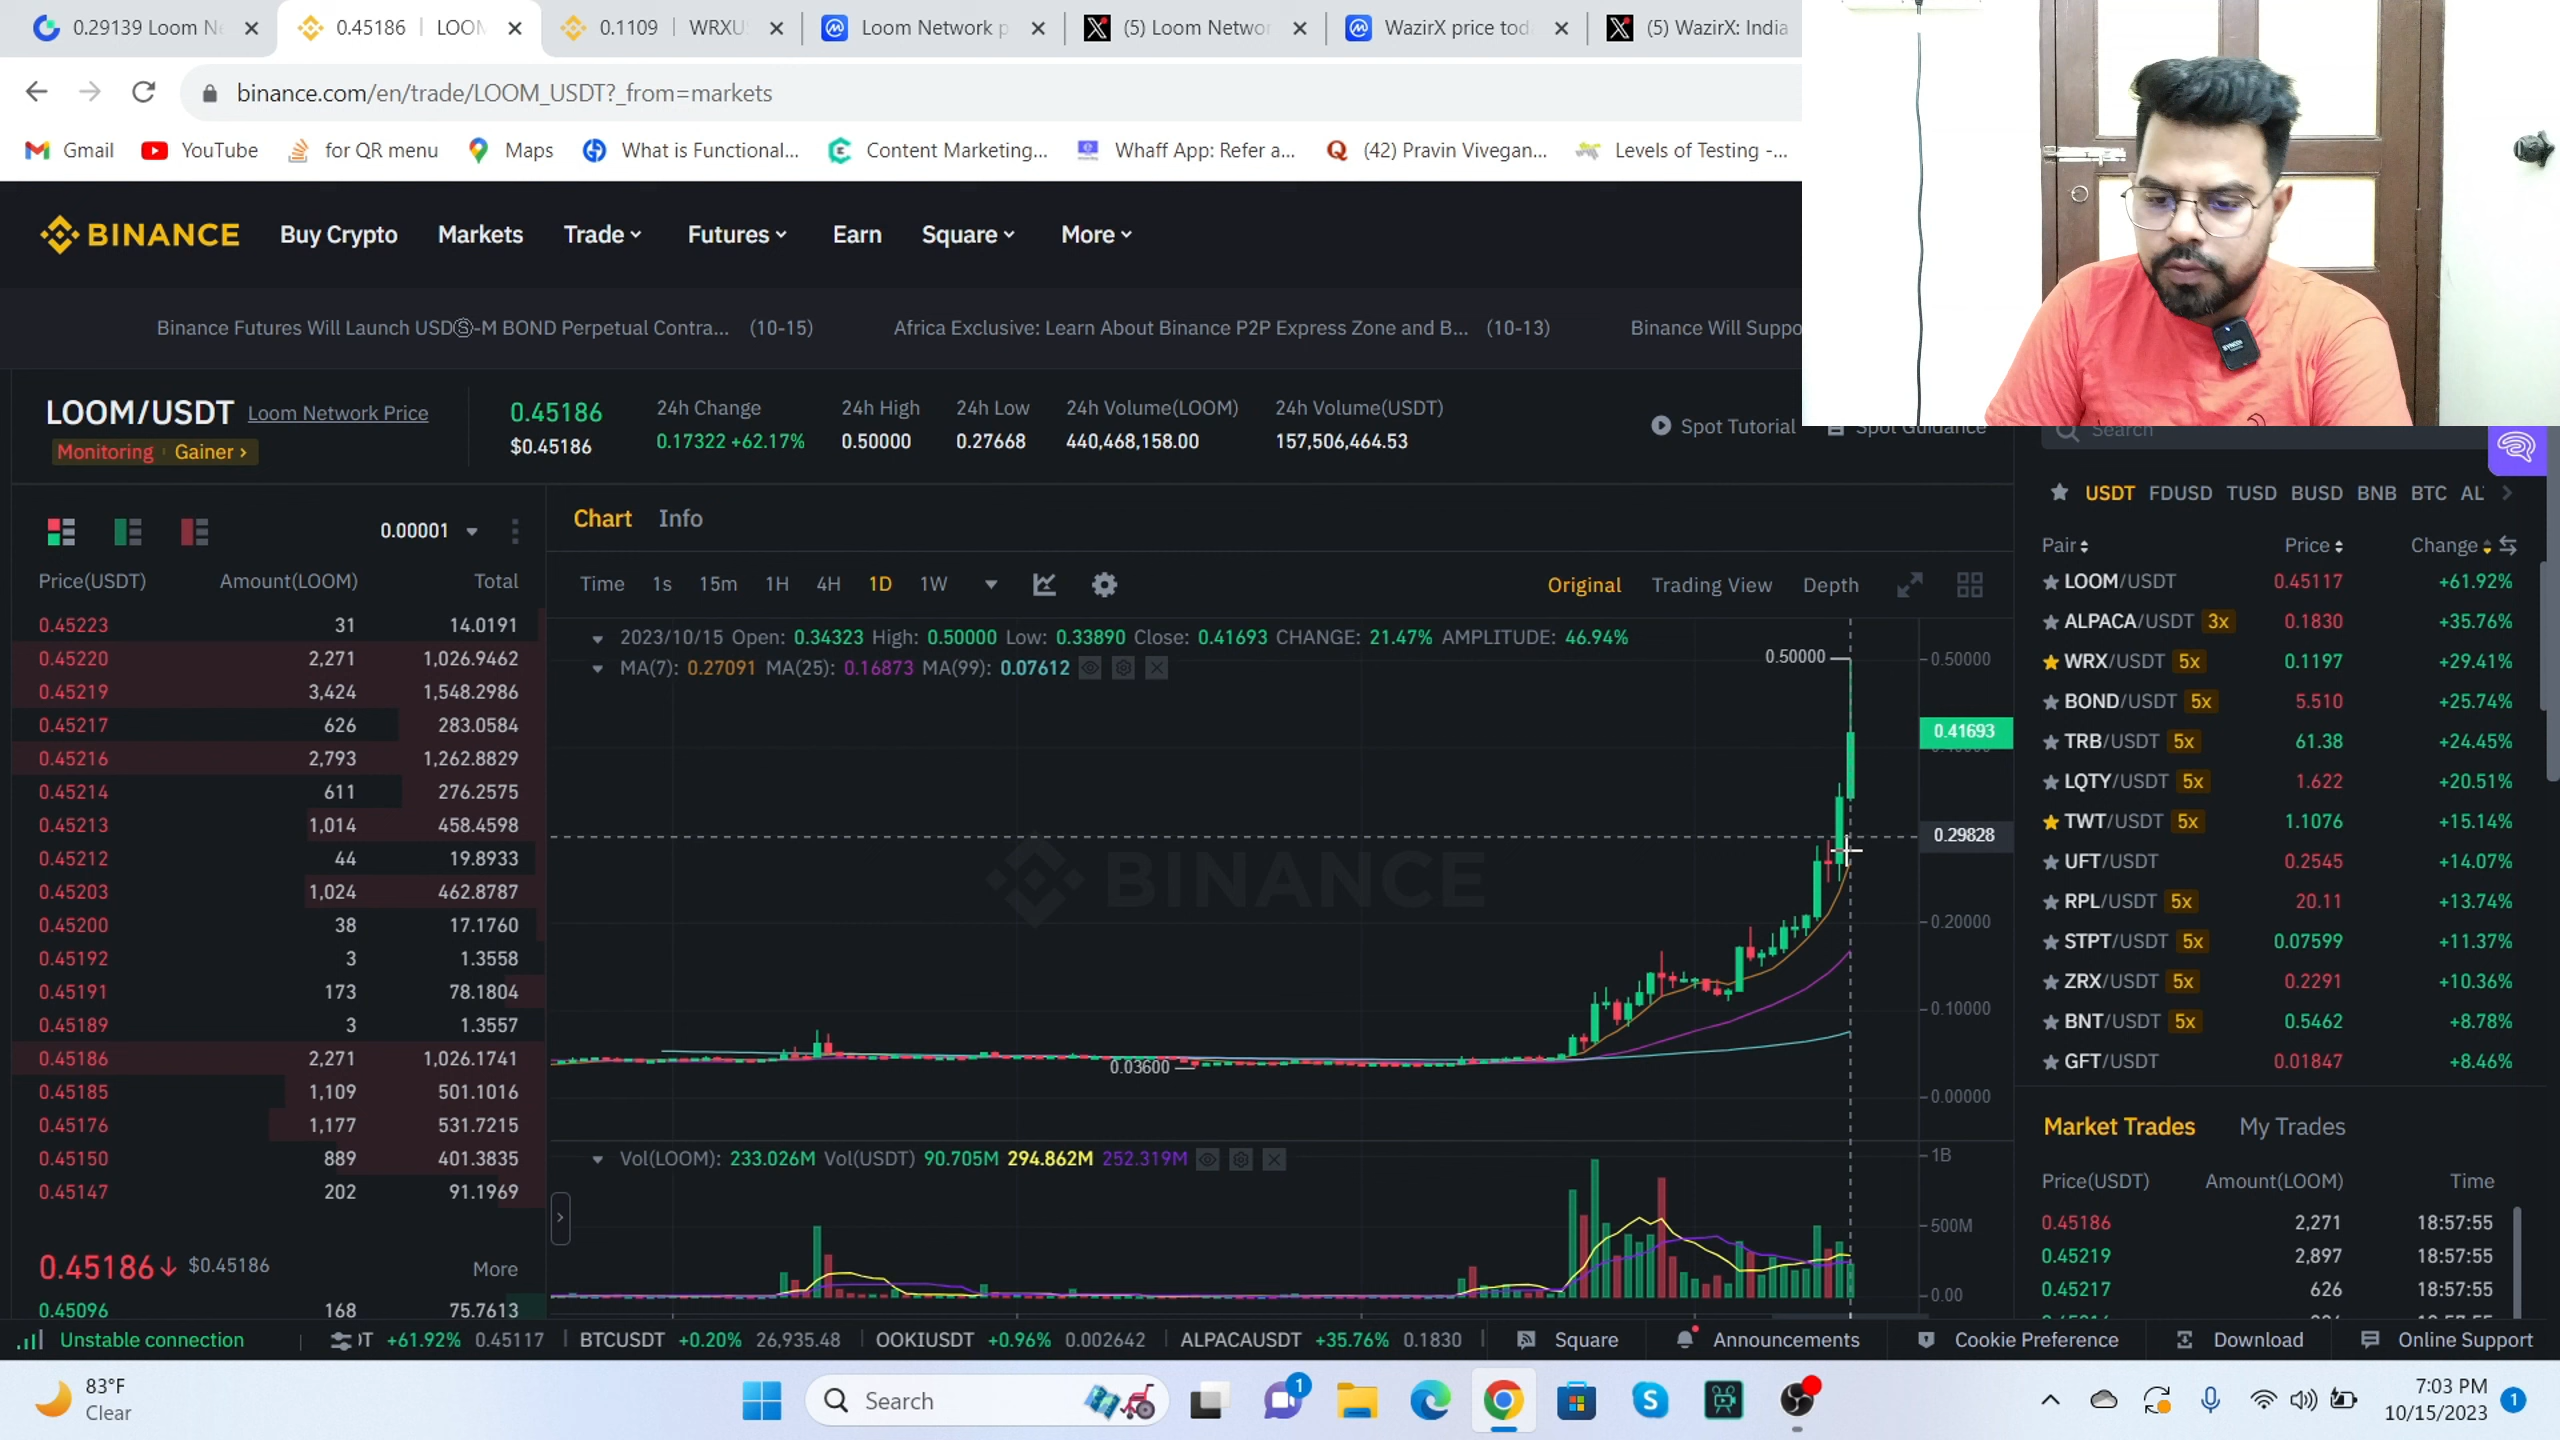 0.29139 Loom Ne
0.45186 | LOOM
0.1109 | WRXU
Loom Network p
(5) Loom Networ
WazirX price tod
(5) WazirX: India
binance.com/en/trade/LOOM_USDT?_from=markets
Gmail YouTube for QR menu Maps What is Functional... Content Marketing... Whaff App: Refer a... (42) Pravin Vivegan... Levels of Testing -...
BINANCE Buy Crypto Markets Trade Futures Earn Square More
Binance Futures Will Launch USDⓈ-M BOND Perpetual Contra... (10-15) Africa Exclusive: Learn About Binance P2P Express Zone and B... (10-13) Binance Will Suppo
LOOM/USDT Loom Network Price
Monitoring Gainer
0.45186
$0.45186
24h Change
0.17322 +62.17%
24h High
0.50000
24h Low
0.27668
24h Volume(LOOM)
440,468,158.00
24h Volume(USDT)
157,506,464.53
Spot Tutorial Spot Guidance
0.00001
Price(USDT) Amount(LOOM) Total
0.45223 31 14.0191
0.45220 2,271 1,026.9462
0.45219 3,424 1,548.2986
0.45217 626 283.0584
0.45216 2,793 1,262.8829
0.45214 611 276.2575
0.45213 1,014 458.4598
0.45212 44 19.8933
0.45203 1,024 462.8787
0.45200 38 17.1760
0.45192 3 1.3558
0.45191 173 78.1804
0.45189 3 1.3557
0.45186 2,271 1,026.1741
0.45185 1,109 501.1016
0.45176 1,177 531.7215
0.45150 889 401.3835
0.45147 202 91.1969
0.45186↓ $0.45186 More
0.45096 168 75.7613
Chart Info
Time 1s 15m 1H 4H 1D 1W Original Trading View Depth
2023/10/15 Open: 0.34323 High: 0.50000 Low: 0.33890 Close: 0.41693 CHANGE: 21.47% AMPLITUDE: 46.94%
MA(7): 0.27091 MA(25): 0.16873 MA(99): 0.07612
0.50000
0.50000
0.41693
0.29828
BINANCE
0.20000
0.10000
0.03600
0.00000
Vol(LOOM): 233.026M Vol(USDT) 90.705M 294.862M 252.319M
1B
500M
0.00
Search
USDT FDUSD TUSD BUSD BNB BTC AL
Pair Price Change
LOOM/USDT 0.45117 +61.92%
ALPACA/USDT 3x 0.1830 +35.76%
WRX/USDT 5x 0.1197 +29.41%
BOND/USDT 5x 5.510 +25.74%
TRB/USDT 5x 61.38 +24.45%
LQTY/USDT 5x 1.622 +20.51%
TWT/USDT 5x 1.1076 +15.14%
UFT/USDT 0.2545 +14.07%
RPL/USDT 5x 20.11 +13.74%
STPT/USDT 5x 0.07599 +11.37%
ZRX/USDT 5x 0.2291 +10.36%
BNT/USDT 5x 0.5462 +8.78%
GFT/USDT 0.01847 +8.46%
Market Trades My Trades
Price(USDT) Amount(LOOM) Time
0.45186 2,271 18:57:55
0.45219 2,897 18:57:55
0.45217 626 18:57:55
Unstable connection DT +61.92% 0.45117 BTCUSDT +0.20% 26,935.48 OOKIUSDT +0.96% 0.002642 ALPACAUSDT +35.76% 0.1830 Square Announcements Cookie Preference Download Online Support
83°F
Clear
Search
1
7:03 PM
10/15/2023
1